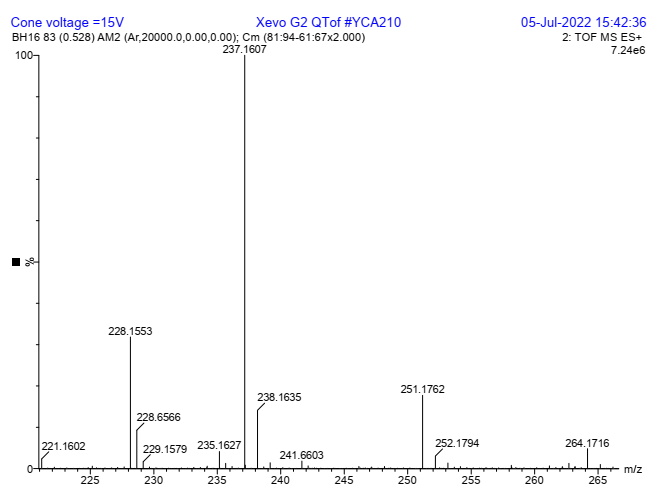 Cone voltage =15V Xevo G2 QTof #YCA210 05-Jul-2022 15:42:36
BH16 83 (0.528) AM2 (Ar,20000.0,0.00,0.00); Cm (81:94-61:67x2.000) 2: TOF MS ES+
7.24e6
237.1607
100
%
228.1553
251.1762
238.1635
228.6566
221.1602
229.1579
235.1627
241.6603
252.1794
264.1716
0
m/z
225 230 235 240 245 250 255 260 265